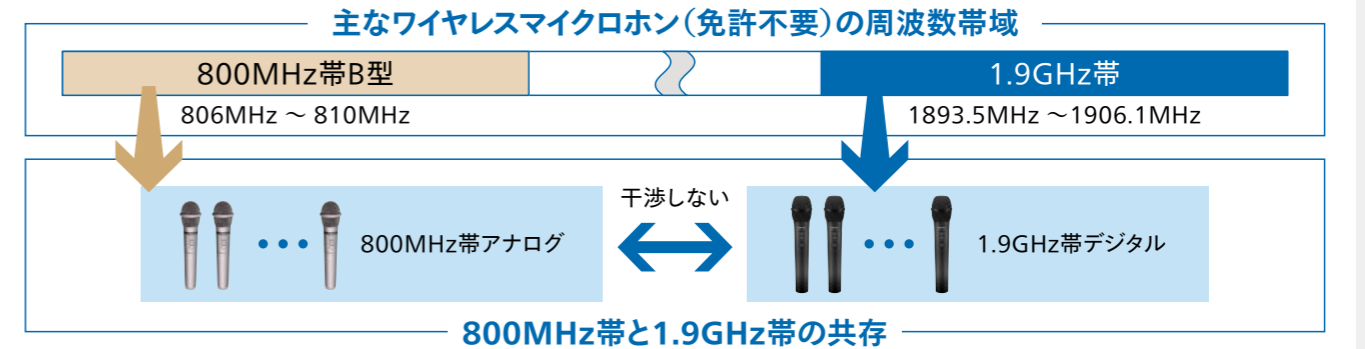 主なワイヤレスマイクロホン(免許不要)の周波数帯域
800MHz帯B型
1.9GHz帯
806MHz ～ 810MHz
1893.5MHz ～1906.1MHz
干渉しない
800MHz帯アナログ
1.9GHz帯デジタル
800MHz帯と1.9GHz帯の共存